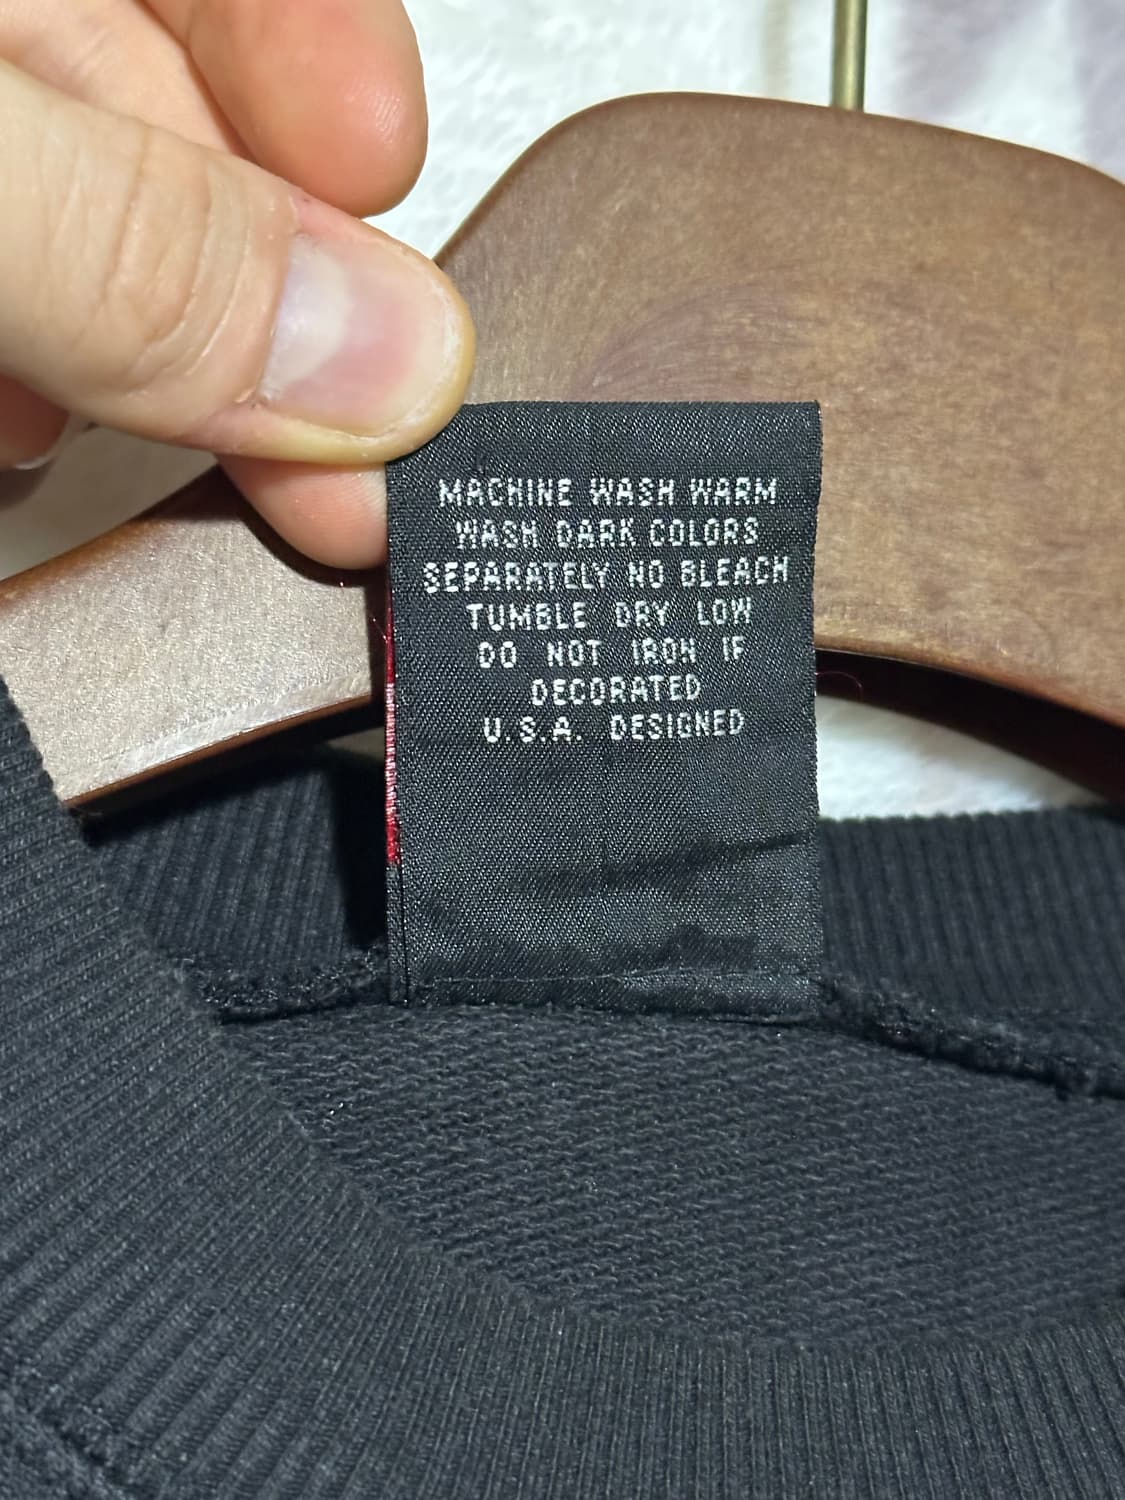 MACHINE WASH WARM
WASH DARK COLORS
SEPARATELY NO BLEACH
TUMBLE DRY LOW
DO NOT IRON IF
DECORATED
U.S.A. DESIGNED